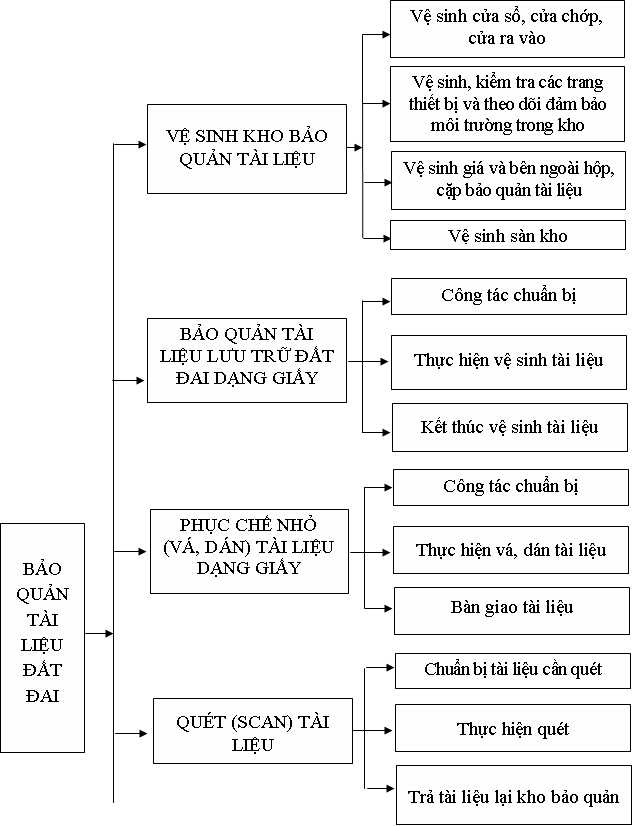 BẢO
QUẢN
TÀI
LIỆU
ĐẤT
ĐAI
VỆ SINH KHO BẢO
QUẢN TÀI LIỆU
Vệ sinh cửa sổ, cửa chớp,
cửa ra vào
Vệ sinh, kiểm tra các trang
thiết bị và theo dõi đảm bảo
môi trường trong kho
Vệ sinh giá và bên ngoài hộp,
cặp bảo quản tài liệu
Vệ sinh sàn kho
BẢO QUẢN TÀI
LIỆU LƯU TRỮ ĐẤT
ĐAI DẠNG GIẤY
Công tác chuẩn bị
Thực hiện vệ sinh tài liệu
Kết thúc vệ sinh tài liệu
PHỤC CHẾ NHỎ
(VÁ, DÁN) TÀI LIỆU
DẠNG GIẤY
Công tác chuẩn bị
Thực hiện vá, dán tài liệu
Bàn giao tài liệu
QUÉT (SCAN) TÀI
LIỆU
Chuẩn bị tài liệu cần quét
Thực hiện quét
Trả tài liệu lại kho bảo quản